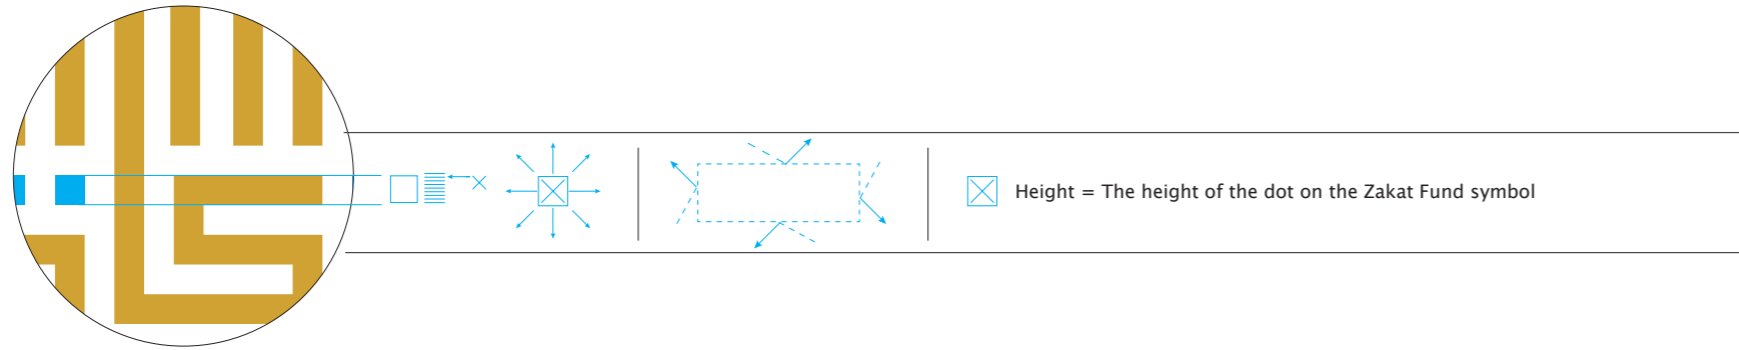 Height = The height of the dot on the Zakat Fund symbol